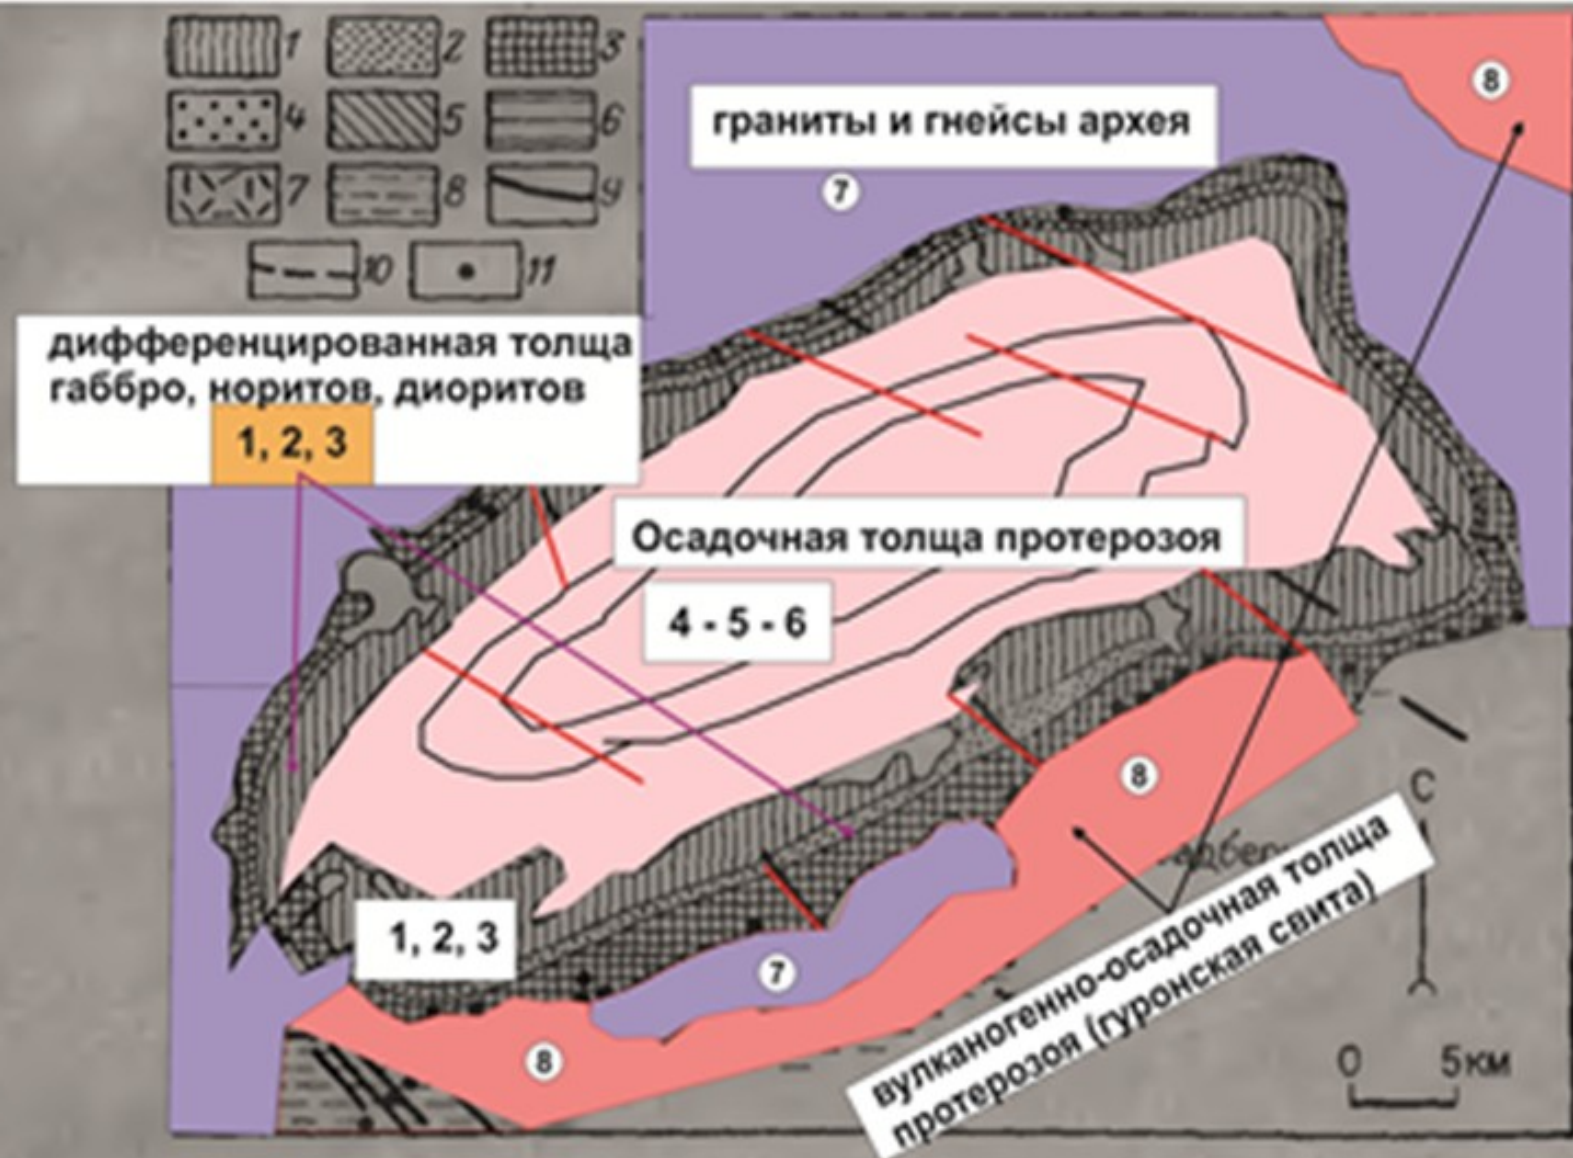 1
2
3
4
5
6
7
8
9
10
11
8
граниты и гнейсы архея
7
дифференцированная толща
габбро, норитов, диоритов
1, 2, 3
Осадочная толща протерозоя
4 - 5 - 6
8
С
1, 2, 3
7
8
вулканогенно-осадочная толща
протерозоя (гуронская свита)
0 5 км